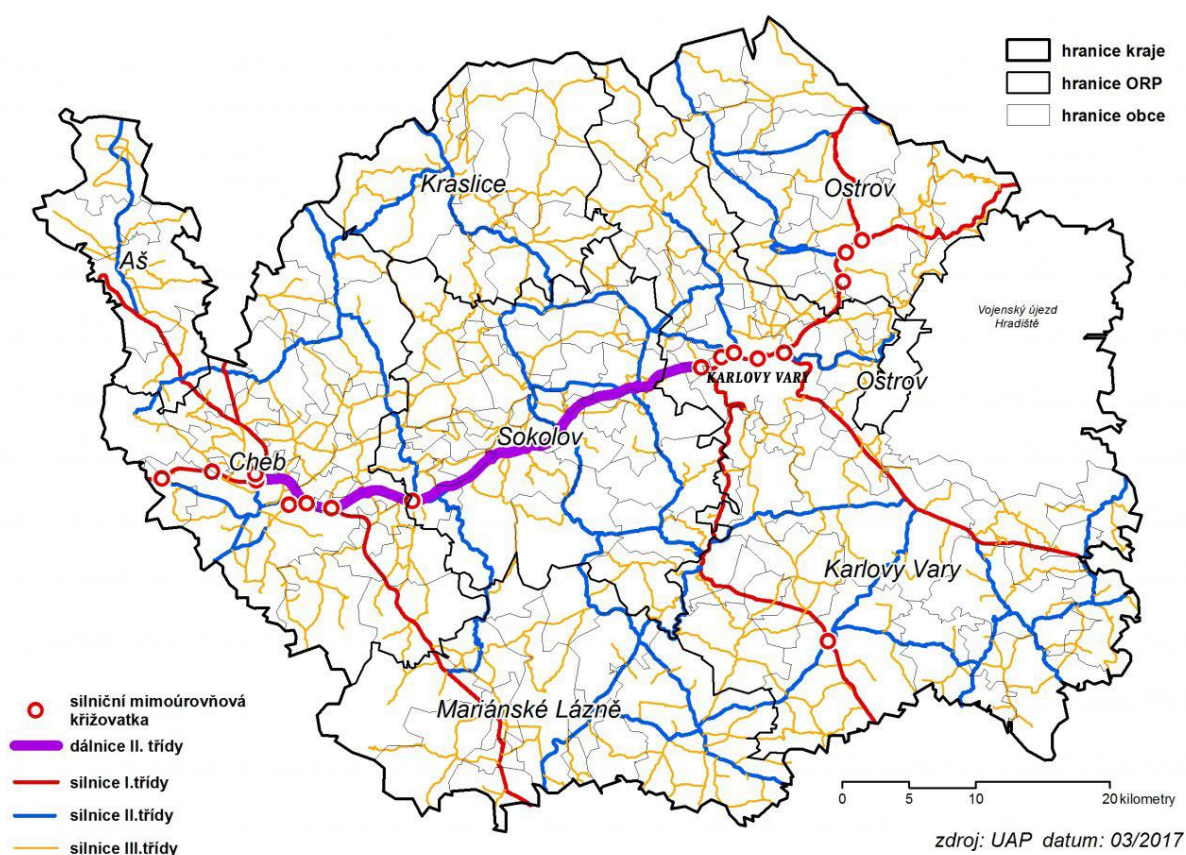 hranice kraje
hranice ORP
hranice obce
Kraslice
Ostrov
Aš
Vojenský újezd
Hradiště
KARLOVY VARY
Ostrov
Sokolov
Cheb
Karlovy Vary
Mariánské Lázně
silniční mimoúrovňová
křižovatka
dálnice II. třídy
silnice I.třídy
silnice II.třídy
silnice III.třídy
0 5 10 20 kilometry
zdroj: UAP datum: 03/2017